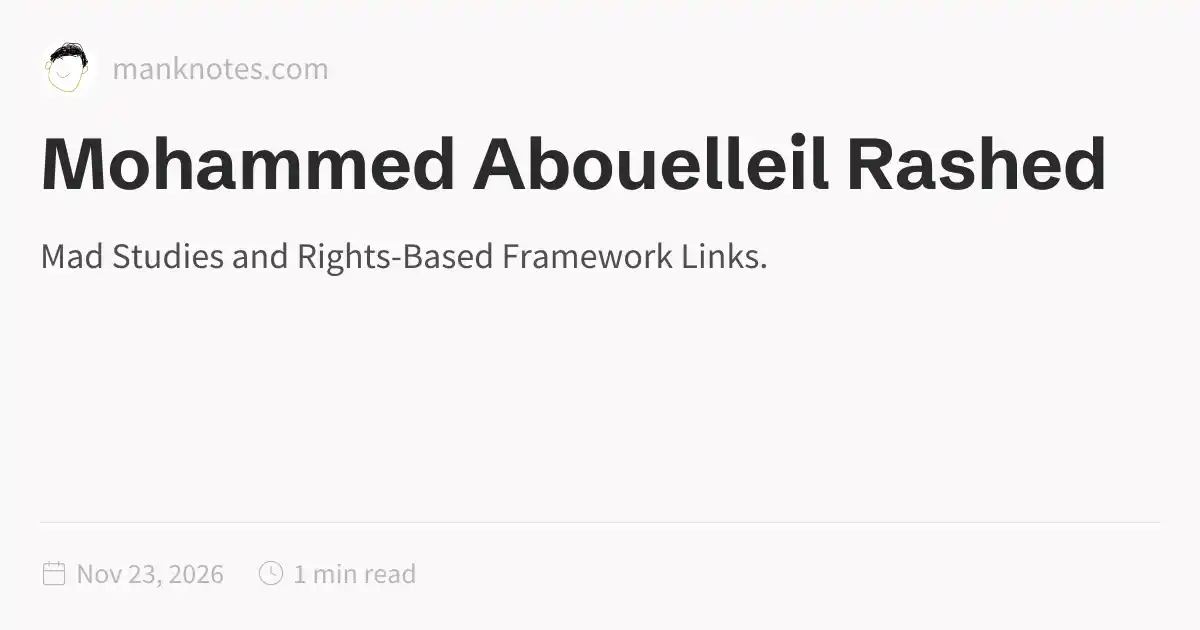 manknotes.com
Mohammed Abouelleil Rashed
Mad Studies and Rights-Based Framework Links.
Nov 23, 2026 1 min read